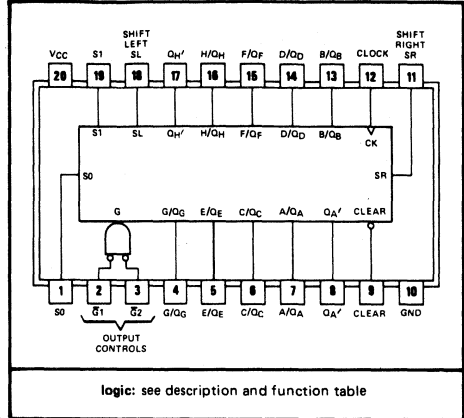 SHIFT LEFT SHIFT RIGHT
VCC S1 SL QH' H/QH F/QF D/QD B/QB CLOCK SR
20 19 18 17 16 15 14 13 12 11
S1 SL QH' H/QH F/QF D/QD B/QB CK
S0 SR
G G/QG E/QE C/QC A/QA QA' CLEAR
1 2 3 4 5 6 7 8 9 10
S0 G̅1 G̅2 G/QG E/QE C/QC A/QA QA' CLEAR GND
OUTPUT
CONTROLS
logic: see description and function table